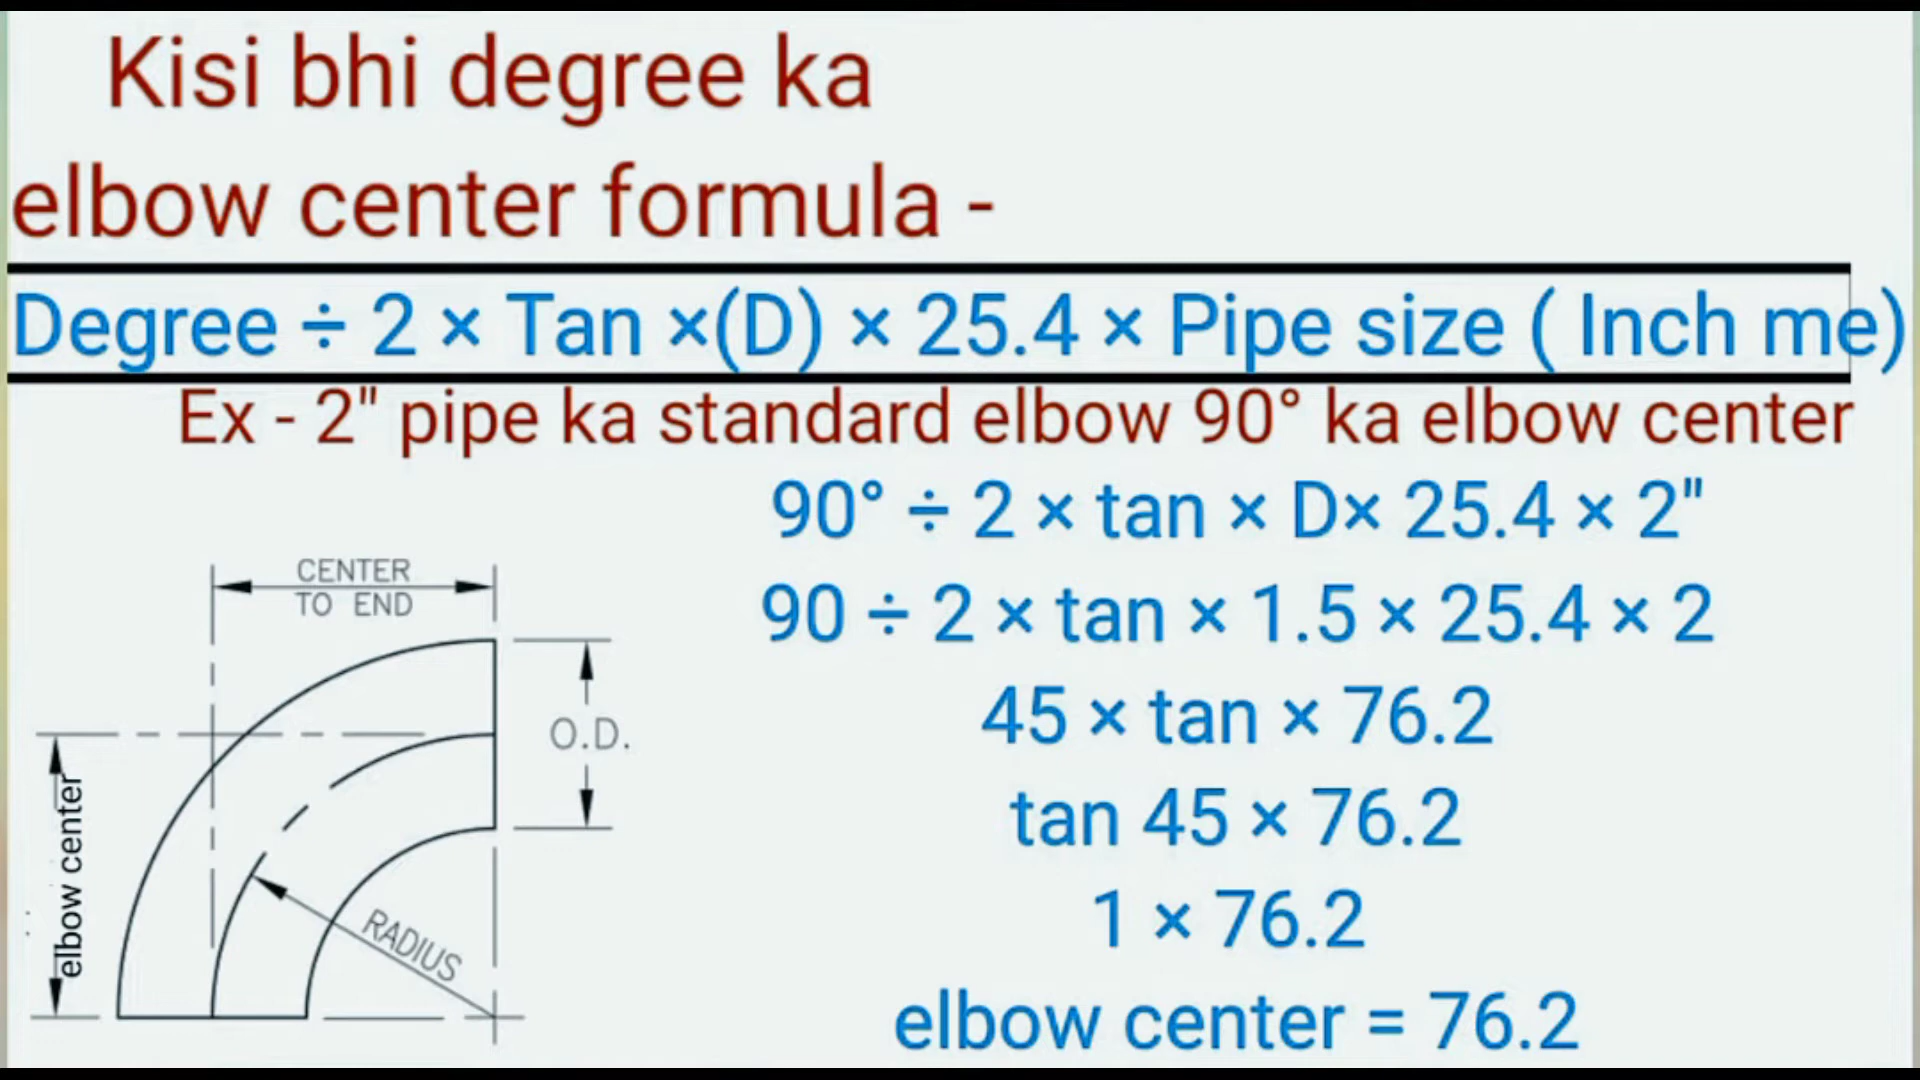 Kisi bhi degree ka
elbow center formula -
Degree ÷ 2 × Tan ×(D) × 25.4 × Pipe size ( Inch me)
Ex - 2" pipe ka standard elbow 90° ka elbow center
90° ÷ 2 × tan × D× 25.4 × 2"
90 ÷ 2 × tan × 1.5 × 25.4 × 2
45 × tan × 76.2
tan 45 × 76.2
1 × 76.2
elbow center = 76.2
CENTER
TO END
O.D.
elbow center
RADIUS